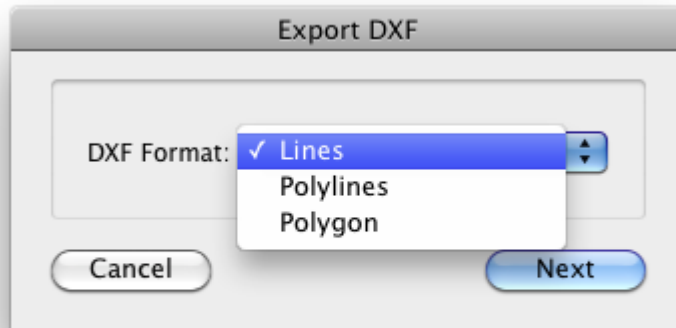 Export DXF
DXF Format: ✓ Lines
Polylines
Polygon
Cancel Next